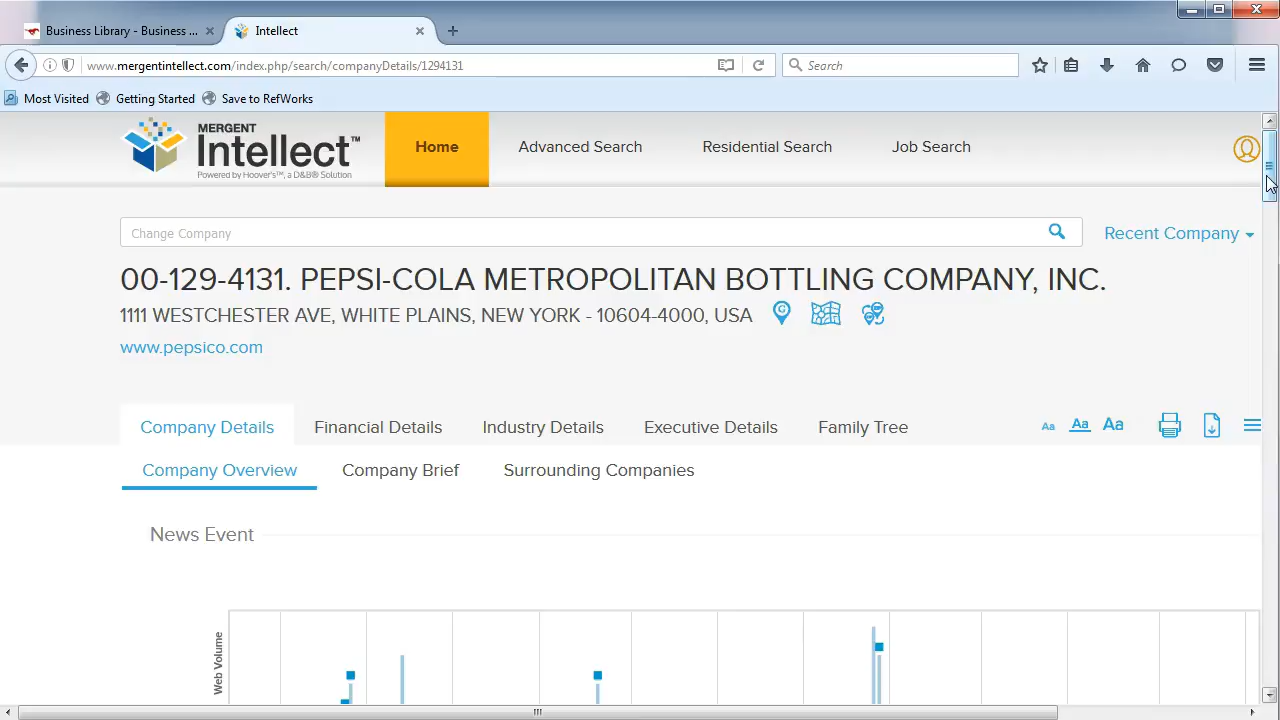 Business Library - Business ...
Intellect
www.mergentintellect.com/index.php/search/companyDetails/1294131
Search
Most Visited
Getting Started
Save to RefWorks
MERGENT
Intellect™
Powered by Hoover's™, a D&B® Solution
Home
Advanced Search
Residential Search
Job Search
Change Company
Recent Company
00-129-4131. PEPSI-COLA METROPOLITAN BOTTLING COMPANY, INC.
1111 WESTCHESTER AVE, WHITE PLAINS, NEW YORK - 10604-4000, USA
www.pepsico.com
Company Details
Financial Details
Industry Details
Executive Details
Family Tree
Aa
Aa
Aa
Company Overview
Company Brief
Surrounding Companies
News Event
Web Volume